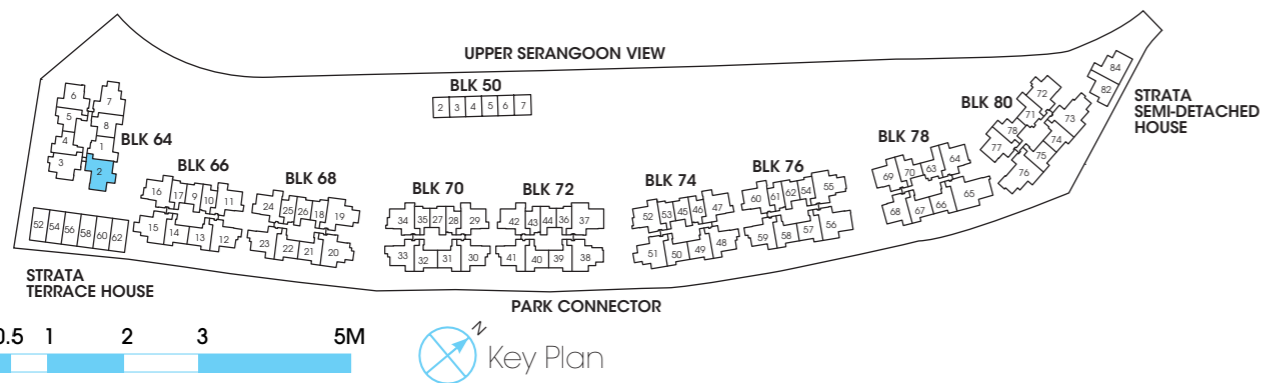 UPPER SERANGOON VIEW
BLK 50
2 3 4 5 6 7
BLK 64
6 7
5 8
4 1
3 2
BLK 66
16 17 9 10 11
15 14 13 12
BLK 68
24 25 26 18 19
23 22 21 20
BLK 70
34 35 27 28 29
33 32 31 30
BLK 72
42 43 44 36 37
41 40 39 38
BLK 74
52 53 45 46 47
51 50 49 48
BLK 76
60 61 62 54 55
59 58 57 56
BLK 78
69 70 63 64
68 67 66 65
BLK 80
72
71 73
78 74
77 75
76
84
82
STRATA
SEMI-DETACHED
HOUSE
52 54 56 58 60 62
STRATA
TERRACE HOUSE
PARK CONNECTOR
0.5 1 2 3 5M
N
Key Plan